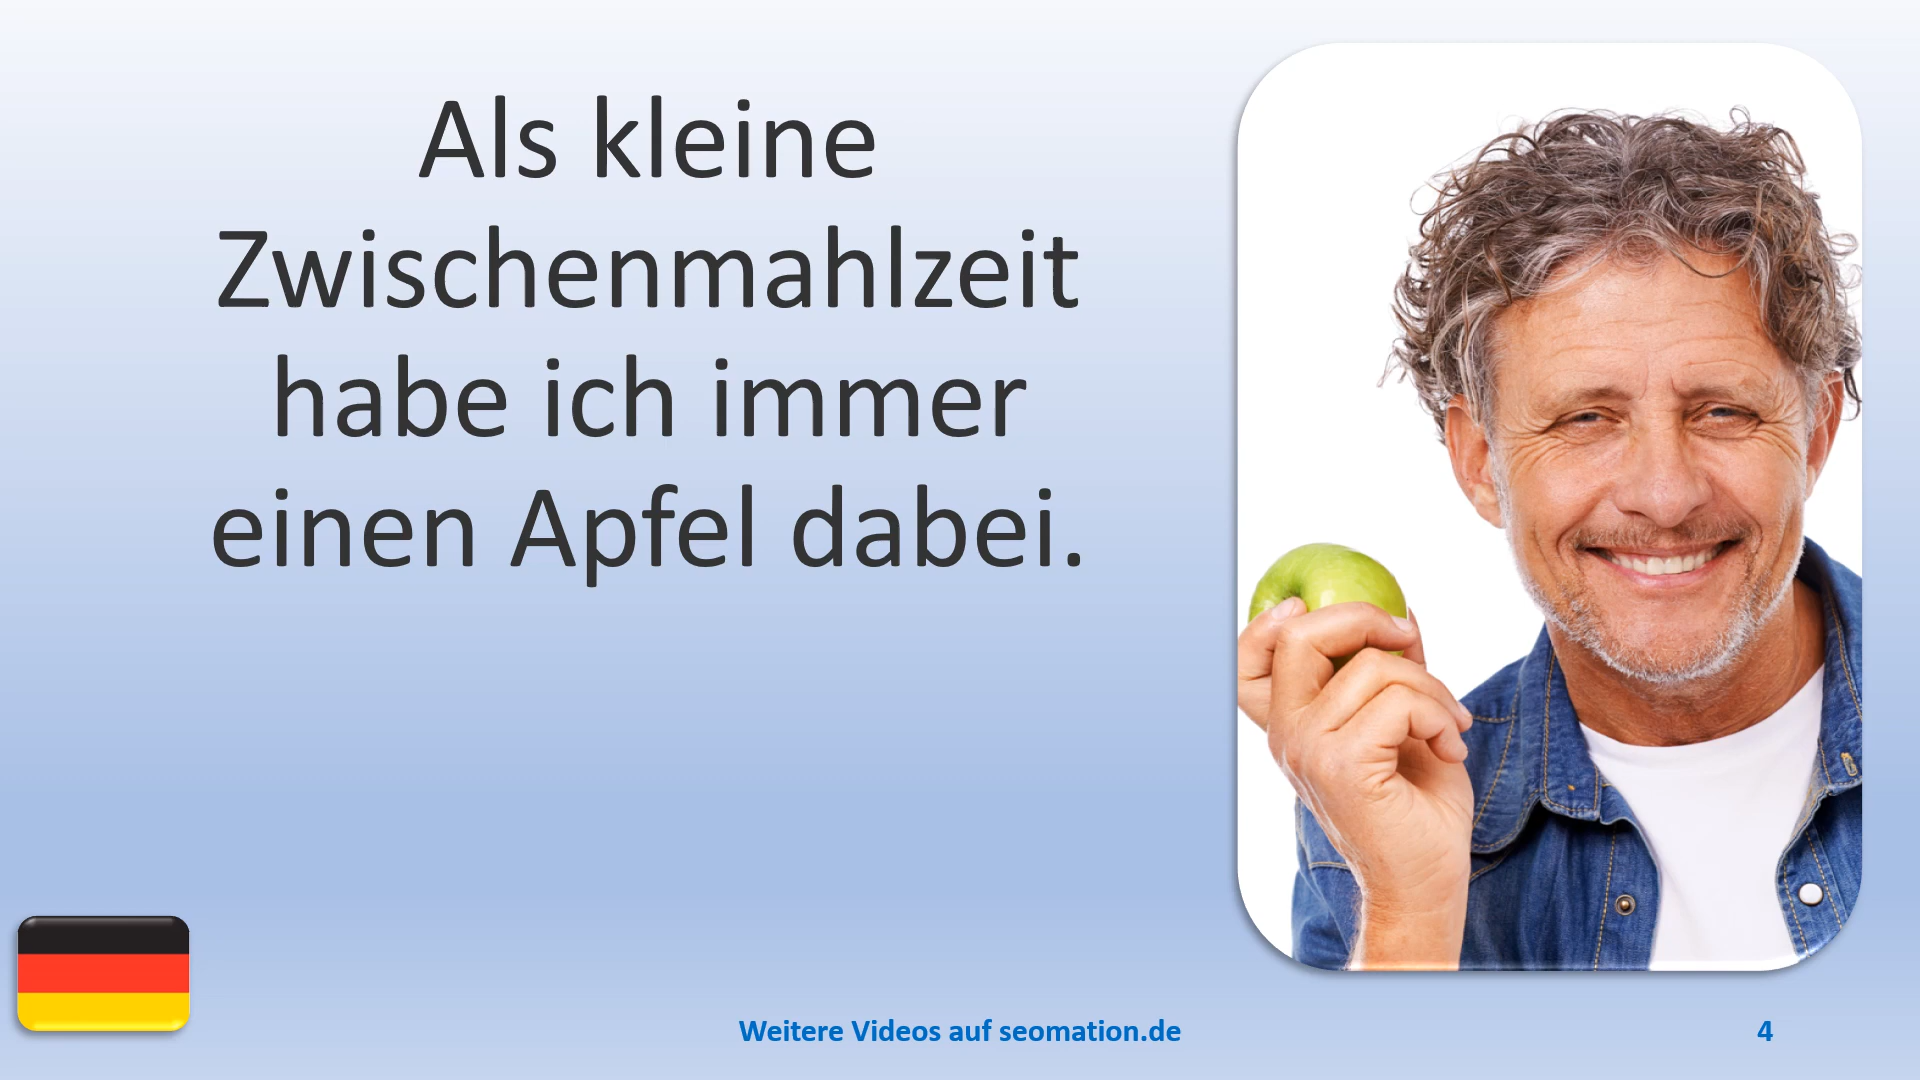 Als kleine
Zwischenmahlzeit
habe ich immer
einen Apfel dabei.
Weitere Videos auf seomation.de
4